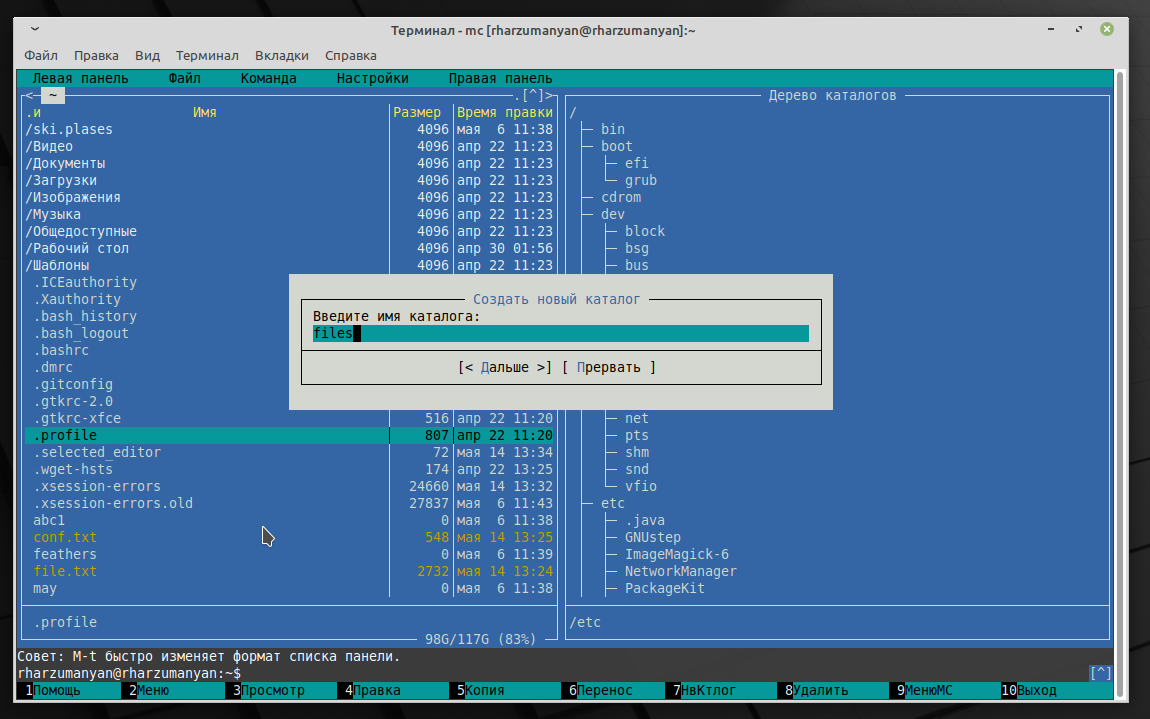 Терминал - mc [rharzumanyan@rharzumanyan]:~
Файл Правка Вид Терминал Вкладки Справка
Левая панель Файл Команда Настройки Правая панель
<─ ~ .[^]> Дерево каталогов
.и Имя Размер Время правки /
/ski.plases 4096 мая 6 11:38 bin
/Видео 4096 апр 22 11:23 boot
/Документы 4096 апр 22 11:23 efi
/Загрузки 4096 апр 22 11:23 grub
/Изображения 4096 апр 22 11:23 cdrom
/Музыка 4096 апр 22 11:23 dev
/Общедоступные 4096 апр 22 11:23 block
/Рабочий стол 4096 апр 30 01:56 bsg
/Шаблоны 4096 апр 22 11:23 bus
.ICEauthority
.Xauthority Создать новый каталог
.bash_history Введите имя каталога:
.bash_logout files
.bashrc
.dmrc [< Дальше >] [ Прервать ]
.gitconfig
.gtkrc-2.0
.gtkrc-xfce 516 апр 22 11:20 net
.profile 807 апр 22 11:20 pts
.selected_editor 72 мая 14 13:34 shm
.wget-hsts 174 апр 22 13:25 snd
.xsession-errors 24660 мая 14 13:32 vfio
.xsession-errors.old 27837 мая 6 11:43 etc
abc1 0 мая 6 11:38 .java
conf.txt 548 мая 14 13:25 GNUstep
feathers 0 мая 6 11:39 ImageMagick-6
file.txt 2732 мая 14 13:24 NetworkManager
may 0 мая 6 11:38 PackageKit
.profile /etc
98G/117G (83%)
Совет: M-t быстро изменяет формат списка панели.
rharzumanyan@rharzumanyan:~$ [^]
1Помощь 2Меню 3Просмотр 4Правка 5Копия 6Перенос 7НвКтлог 8Удалить 9МенюМС 10Выход